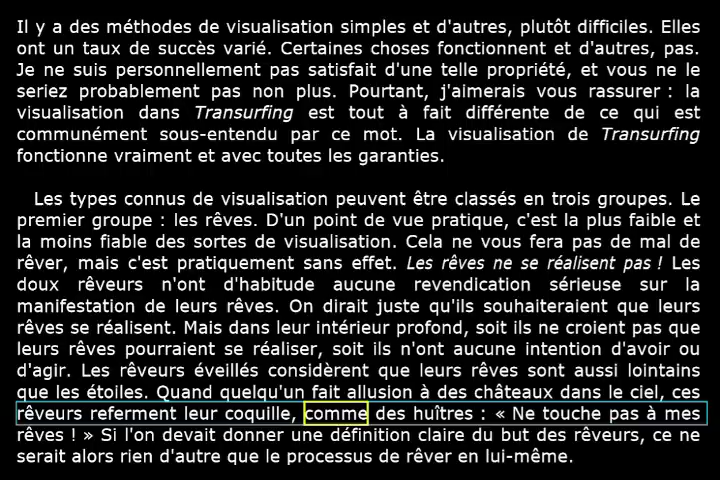 Il y a des méthodes de visualisation simples et d'autres, plutôt difficiles. Elles
ont un taux de succès varié. Certaines choses fonctionnent et d'autres, pas.
Je ne suis personnellement pas satisfait d'une telle propriété, et vous ne le
seriez probablement pas non plus. Pourtant, j'aimerais vous rassurer : la
visualisation dans Transurfing est tout à fait différente de ce qui est
communément sous-entendu par ce mot. La visualisation de Transurfing
fonctionne vraiment et avec toutes les garanties.
Les types connus de visualisation peuvent être classés en trois groupes. Le
premier groupe : les rêves. D'un point de vue pratique, c'est la plus faible et
la moins fiable des sortes de visualisation. Cela ne vous fera pas de mal de
rêver, mais c'est pratiquement sans effet. Les rêves ne se réalisent pas ! Les
doux rêveurs n'ont d'habitude aucune revendication sérieuse sur la
manifestation de leurs rêves. On dirait juste qu'ils souhaiteraient que leurs
rêves se réalisent. Mais dans leur intérieur profond, soit ils ne croient pas que
leurs rêves pourraient se réaliser, soit ils n'ont aucune intention d'avoir ou
d'agir. Les rêveurs éveillés considèrent que leurs rêves sont aussi lointains
que les étoiles. Quand quelqu'un fait allusion à des châteaux dans le ciel, ces
rêveurs referment leur coquille, comme des huîtres : « Ne touche pas à mes
rêves ! » Si l'on devait donner une définition claire du but des rêveurs, ce ne
serait alors rien d'autre que le processus de rêver en lui-même.